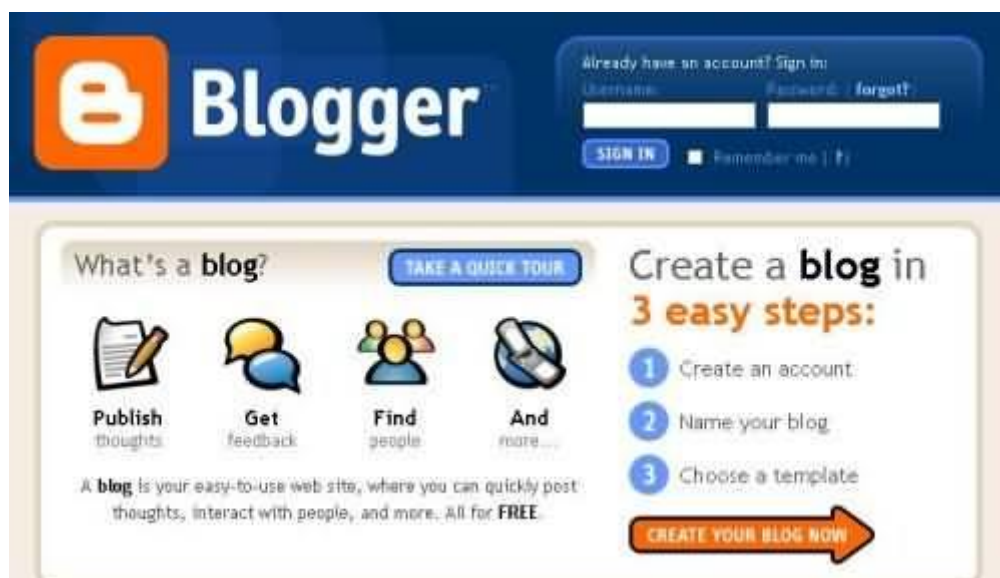 Blogger™
Already have an account? Sign in:
Username: Password: ( forgot? )
SIGN IN Remember me ( ? )
What's a blog?
TAKE A QUICK TOUR
Publish thoughts
Get feedback
Find people
And more...
A blog is your easy-to-use web site, where you can quickly post
thoughts, interact with people, and more. All for FREE.
Create a blog in
3 easy steps:
1 Create an account
2 Name your blog
3 Choose a template
CREATE YOUR BLOG NOW